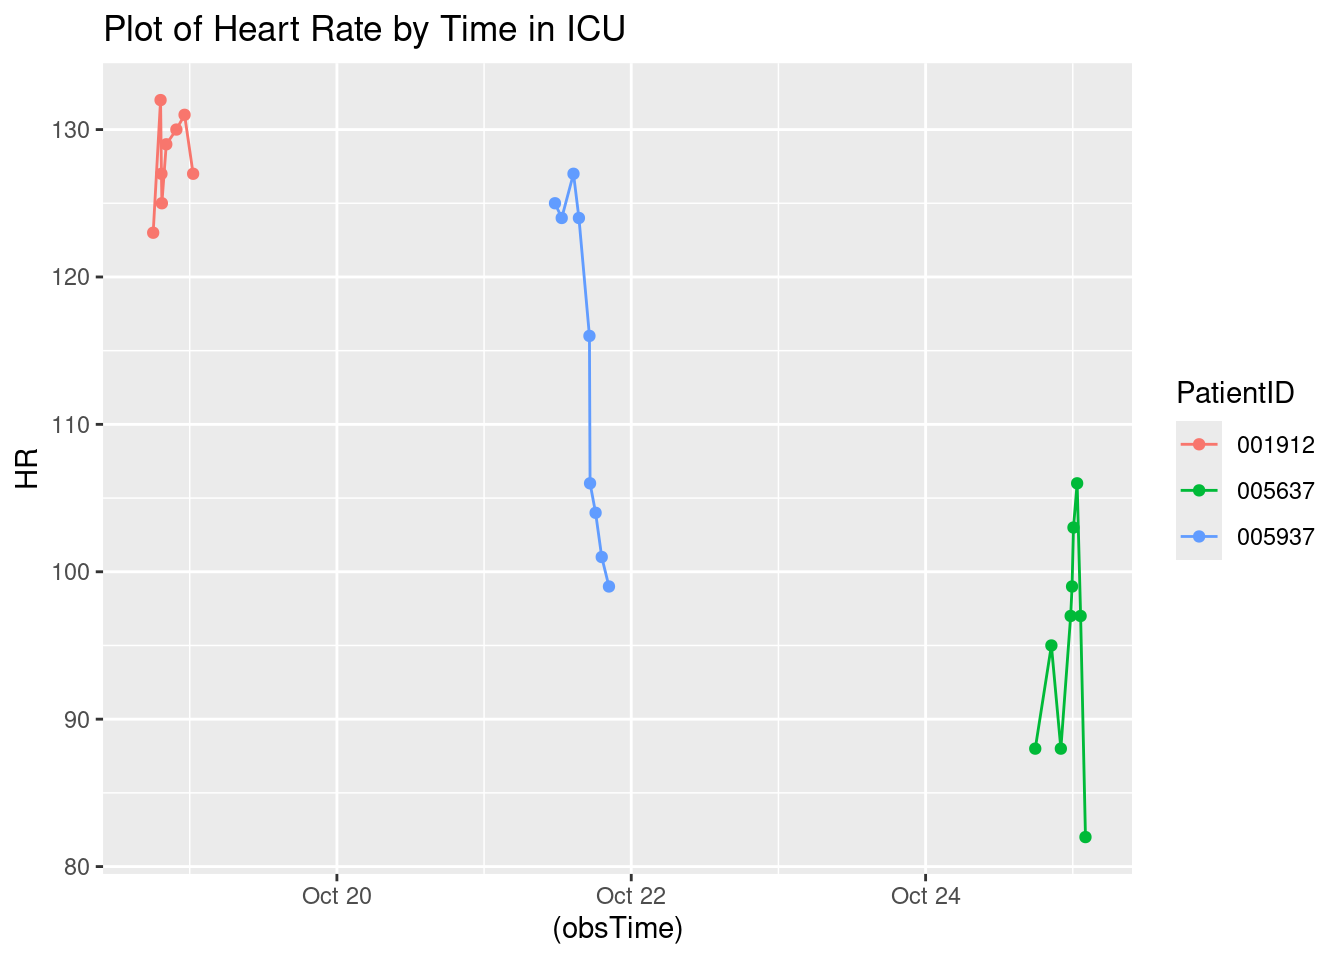 Plot of Heart Rate by Time in ICU
130
120
110
100
90
80
HR
Oct 20
Oct 22
Oct 24
(obsTime)
PatientID
001912
005637
005937